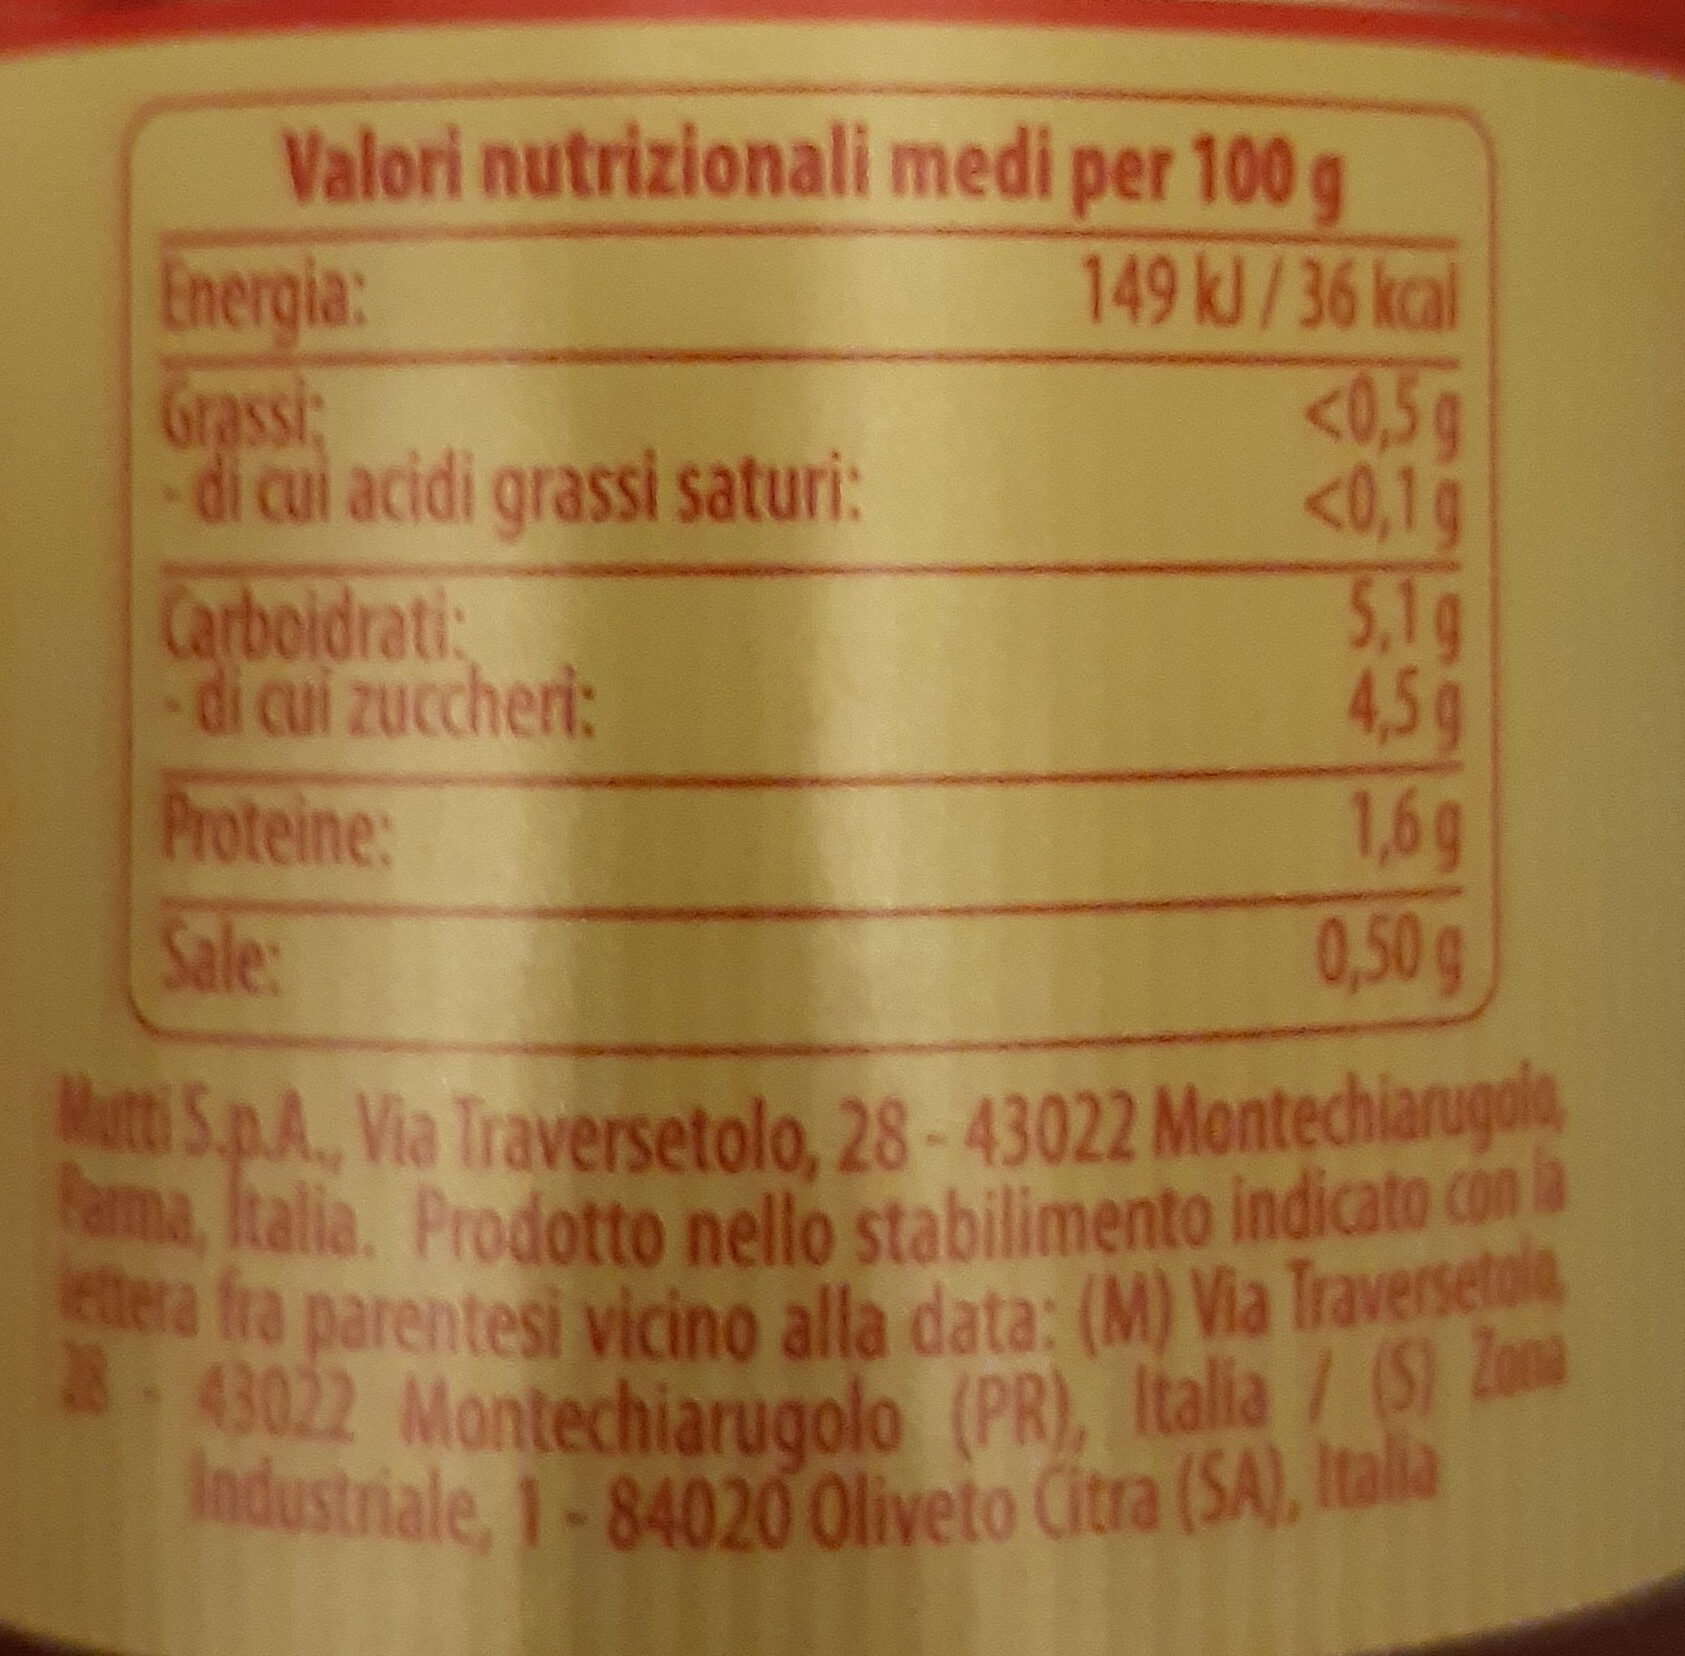 Valori nutrizionali medi per 100 g
Energia: 149 kJ / 36 kcal
Grassi: <0,5 g
- di cui acidi grassi saturi: <0,1 g
Carboidrati: 5,1 g
- di cui zuccheri: 4,5 g
Proteine: 1,6 g
Sale: 0,50 g
Mutti S.p.A., Via Traversetolo, 28 - 43022 Montechiarugolo,
Parma, Italia. Prodotto nello stabilimento indicato con la
lettera fra parentesi vicino alla data: (M) Via Traversetolo,
28 - 43022 Montechiarugolo (PR), Italia / (S) Zona
Industriale, 1 - 84020 Oliveto Citra (SA), Italia